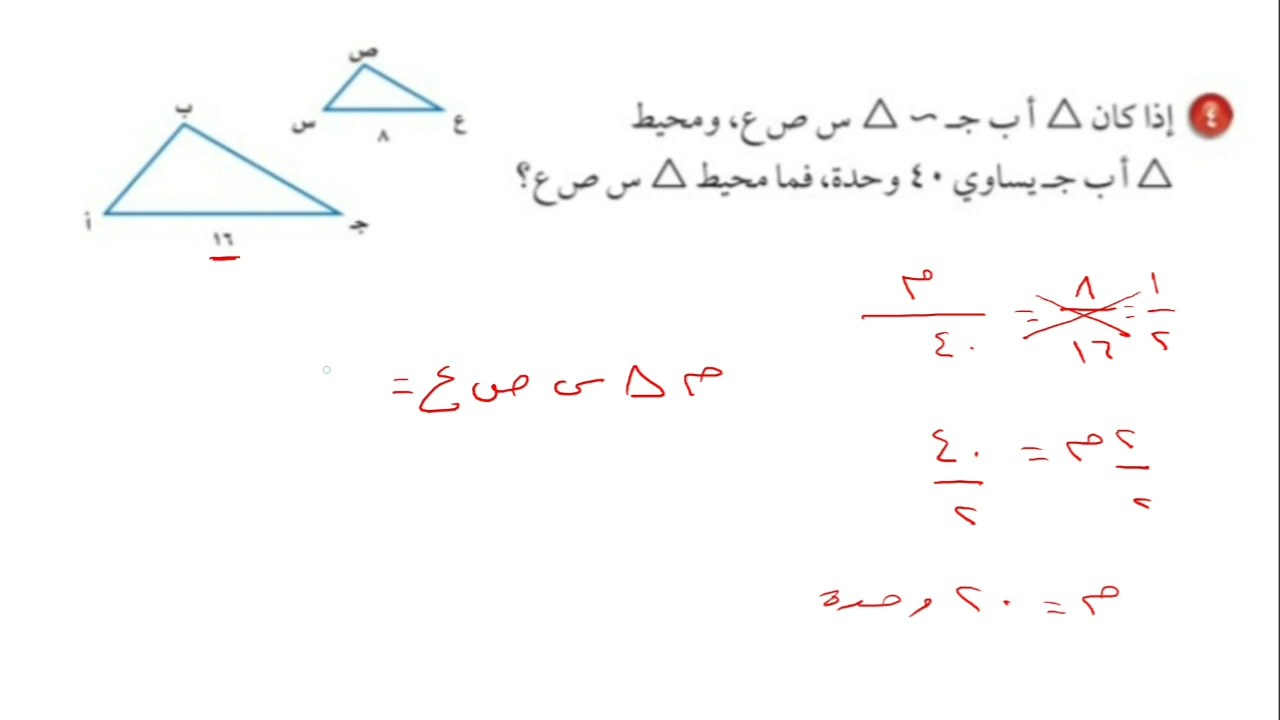 ٤ إذا كان △ أ ب جـ ~ △ س ص ع، ومحيط
△ أ ب جـ يساوي ٤٠ وحدة، فما محيط △ س ص ع؟
ص
س
ع
٨
ب
أ
جـ
١٦
١/٢ = ٨/١٦ = م/٤٠
٢م/٢ = ٤٠/٢
م = ٢٠ وحدة
م △ س ص ع =